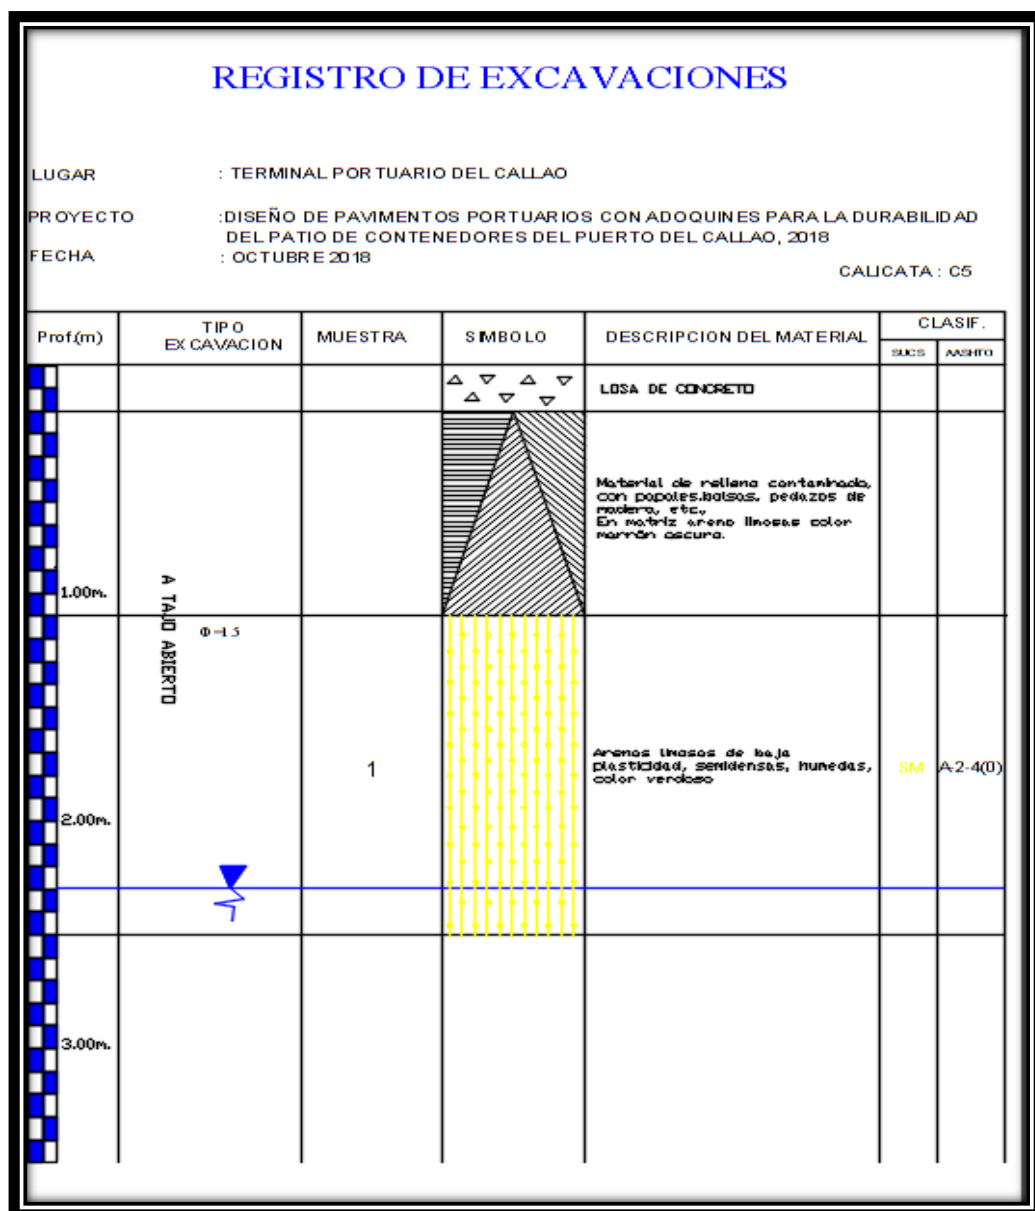 REGISTRO DE EXCAVACIONES
LUGAR : TERMINAL PORTUARIO DEL CALLAO
PROYECTO :DISEÑO DE PAVIMENTOS PORTUARIOS CON ADOQUINES PARA LA DURABILIDAD
DEL PATIO DE CONTENEDORES DEL PUERTO DEL CALLAO, 2018
FECHA : OCTUBRE 2018
CALICATA : C5
Prof.(m) TIPO EXCAVACION MUESTRA SIMBOLO DESCRIPCION DEL MATERIAL CLASIF.
SUCS AASHTO
LOSA DE CONCRETO
Material de relleno contaminado,
con papeles,bolsas, pedazos de
madera, etc.,
En matriz areno limosas color
marrón oscuro.
1.00m.
A TAJO ABIERTO
Φ=1.5
1
Arenas limosas de baja
plasticidad, semidensas, humedas,
color verdoso
SM A-2-4(0)
2.00m.
3.00m.